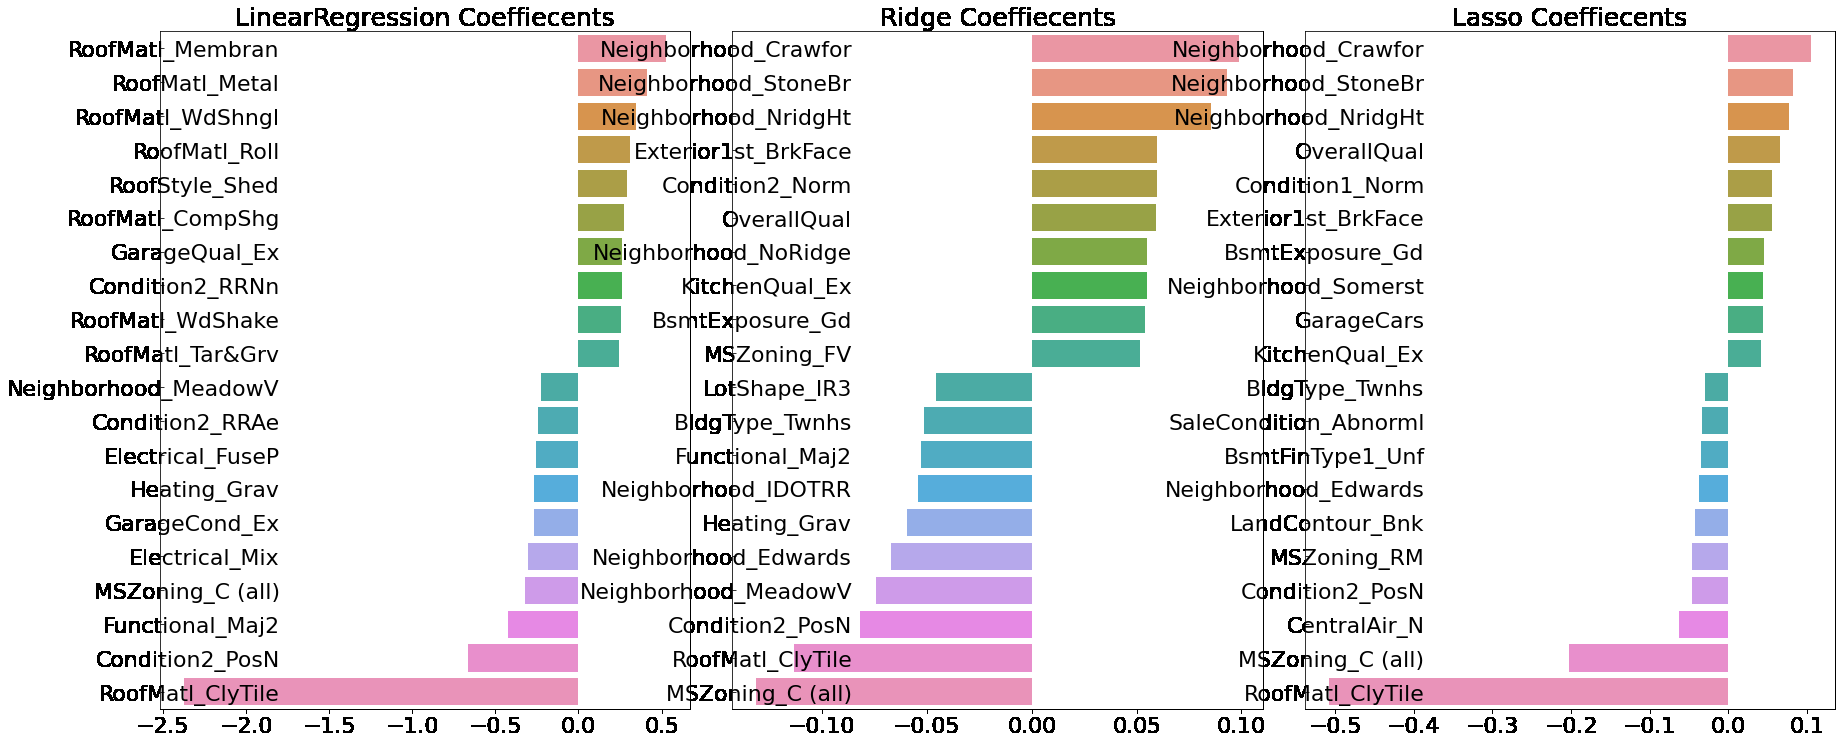 LinearRegression Coeffiecents
RoofMatl_Membran
RoofMatl_Metal
RoofMatl_WdShngl
RoofMatl_Roll
RoofStyle_Shed
RoofMatl_CompShg
GarageQual_Ex
Condition2_RRNn
RoofMatl_WdShake
RoofMatl_Tar&Grv
Neighborhood_MeadowV
Condition2_RRAe
Electrical_FuseP
Heating_Grav
GarageCond_Ex
Electrical_Mix
MSZoning_C (all)
Functional_Maj2
Condition2_PosN
RoofMatl_ClyTile
−2.5 −2.0 −1.5 −1.0 −0.5 0.0 0.5
Ridge Coeffiecents
Neighborhood_Crawfor
Neighborhood_StoneBr
Neighborhood_NridgHt
Exterior1st_BrkFace
Condition2_Norm
OverallQual
Neighborhood_NoRidge
KitchenQual_Ex
BsmtExposure_Gd
MSZoning_FV
LotShape_IR3
BldgType_Twnhs
Functional_Maj2
Neighborhood_IDOTRR
Heating_Grav
Neighborhood_Edwards
Neighborhood_MeadowV
Condition2_PosN
RoofMatl_ClyTile
MSZoning_C (all)
−0.10 −0.05 0.00 0.05 0.10
Lasso Coeffiecents
Neighborhood_Crawfor
Neighborhood_StoneBr
Neighborhood_NridgHt
OverallQual
Condition1_Norm
Exterior1st_BrkFace
BsmtExposure_Gd
Neighborhood_Somerst
GarageCars
KitchenQual_Ex
BldgType_Twnhs
SaleCondition_Abnorml
BsmtFinType1_Unf
Neighborhood_Edwards
LandContour_Bnk
MSZoning_RM
Condition2_PosN
CentralAir_N
MSZoning_C (all)
RoofMatl_ClyTile
−0.5 −0.4 −0.3 −0.2 −0.1 0.0 0.1